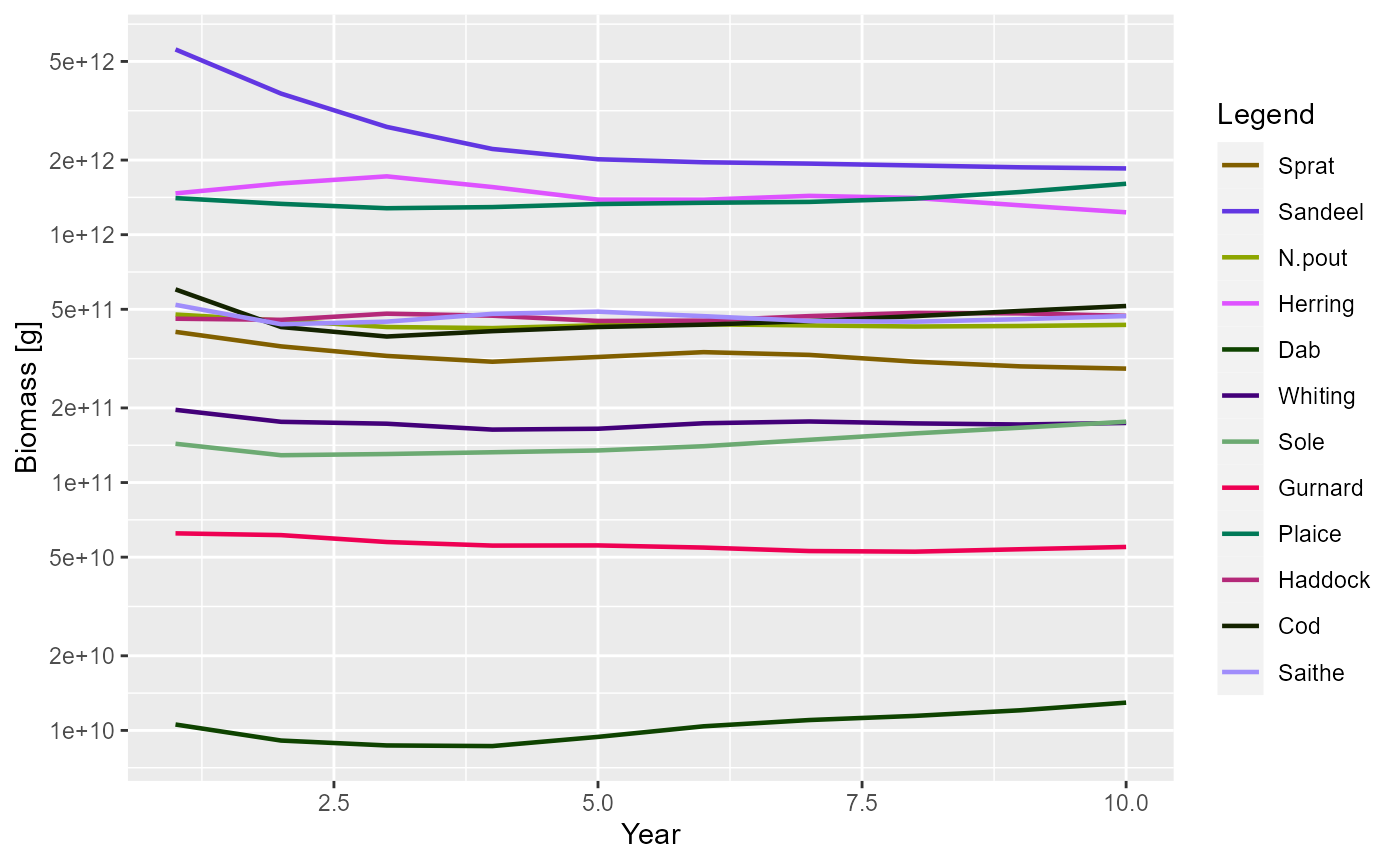 5e+12
2e+12
1e+12
5e+11
2e+11
1e+11
5e+10
2e+10
1e+10
Biomass [g]
2.5 5.0 7.5 10.0
Year
Legend
Sprat
Sandeel
N.pout
Herring
Dab
Whiting
Sole
Gurnard
Plaice
Haddock
Cod
Saithe